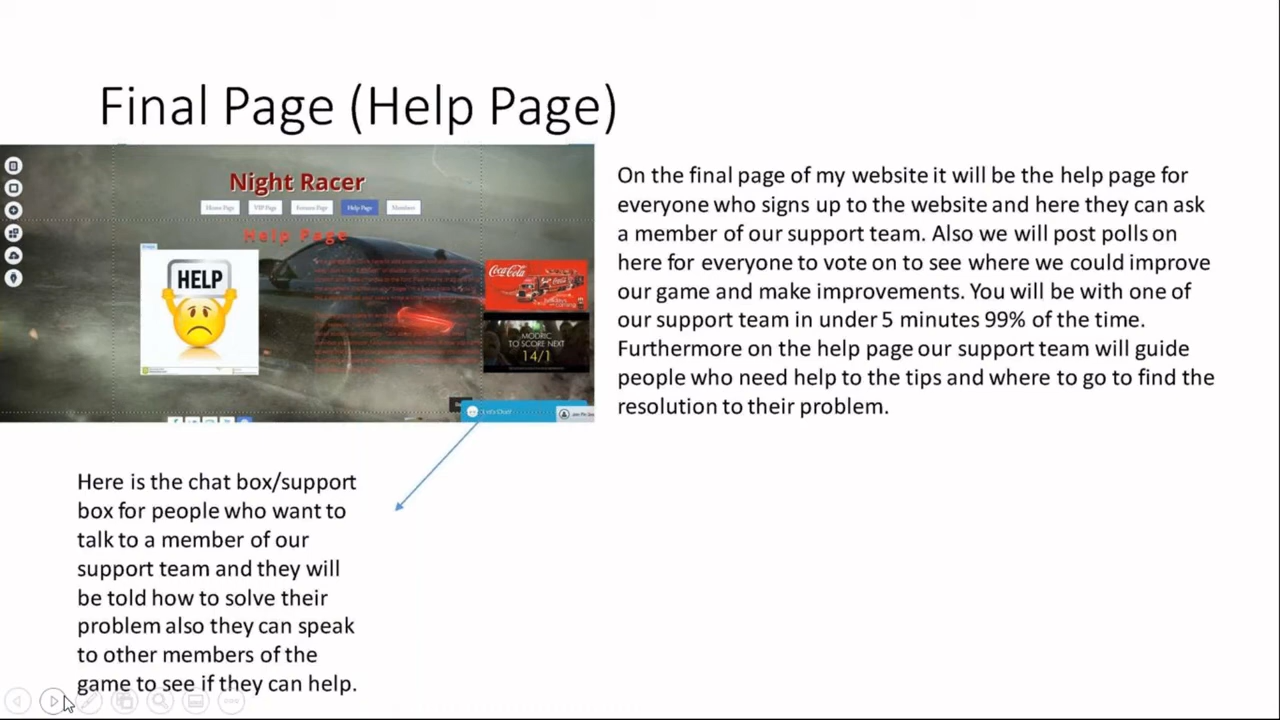 Final Page (Help Page)
Night Racer
Home Page
VIP Page
Forums Page
Help Page
Members
Help Page
HELP
Coca-Cola
MODRIC
TO SCORE NEXT
14/1
Let's Chat!
On the final page of my website it will be the help page for
everyone who signs up to the website and here they can ask
a member of our support team. Also we will post polls on
here for everyone to vote on to see where we could improve
our game and make improvements. You will be with one of
our support team in under 5 minutes 99% of the time.
Furthermore on the help page our support team will guide
people who need help to the tips and where to go to find the
resolution to their problem.
Here is the chat box/support
box for people who want to
talk to a member of our
support team and they will
be told how to solve their
problem also they can speak
to other members of the
game to see if they can help.